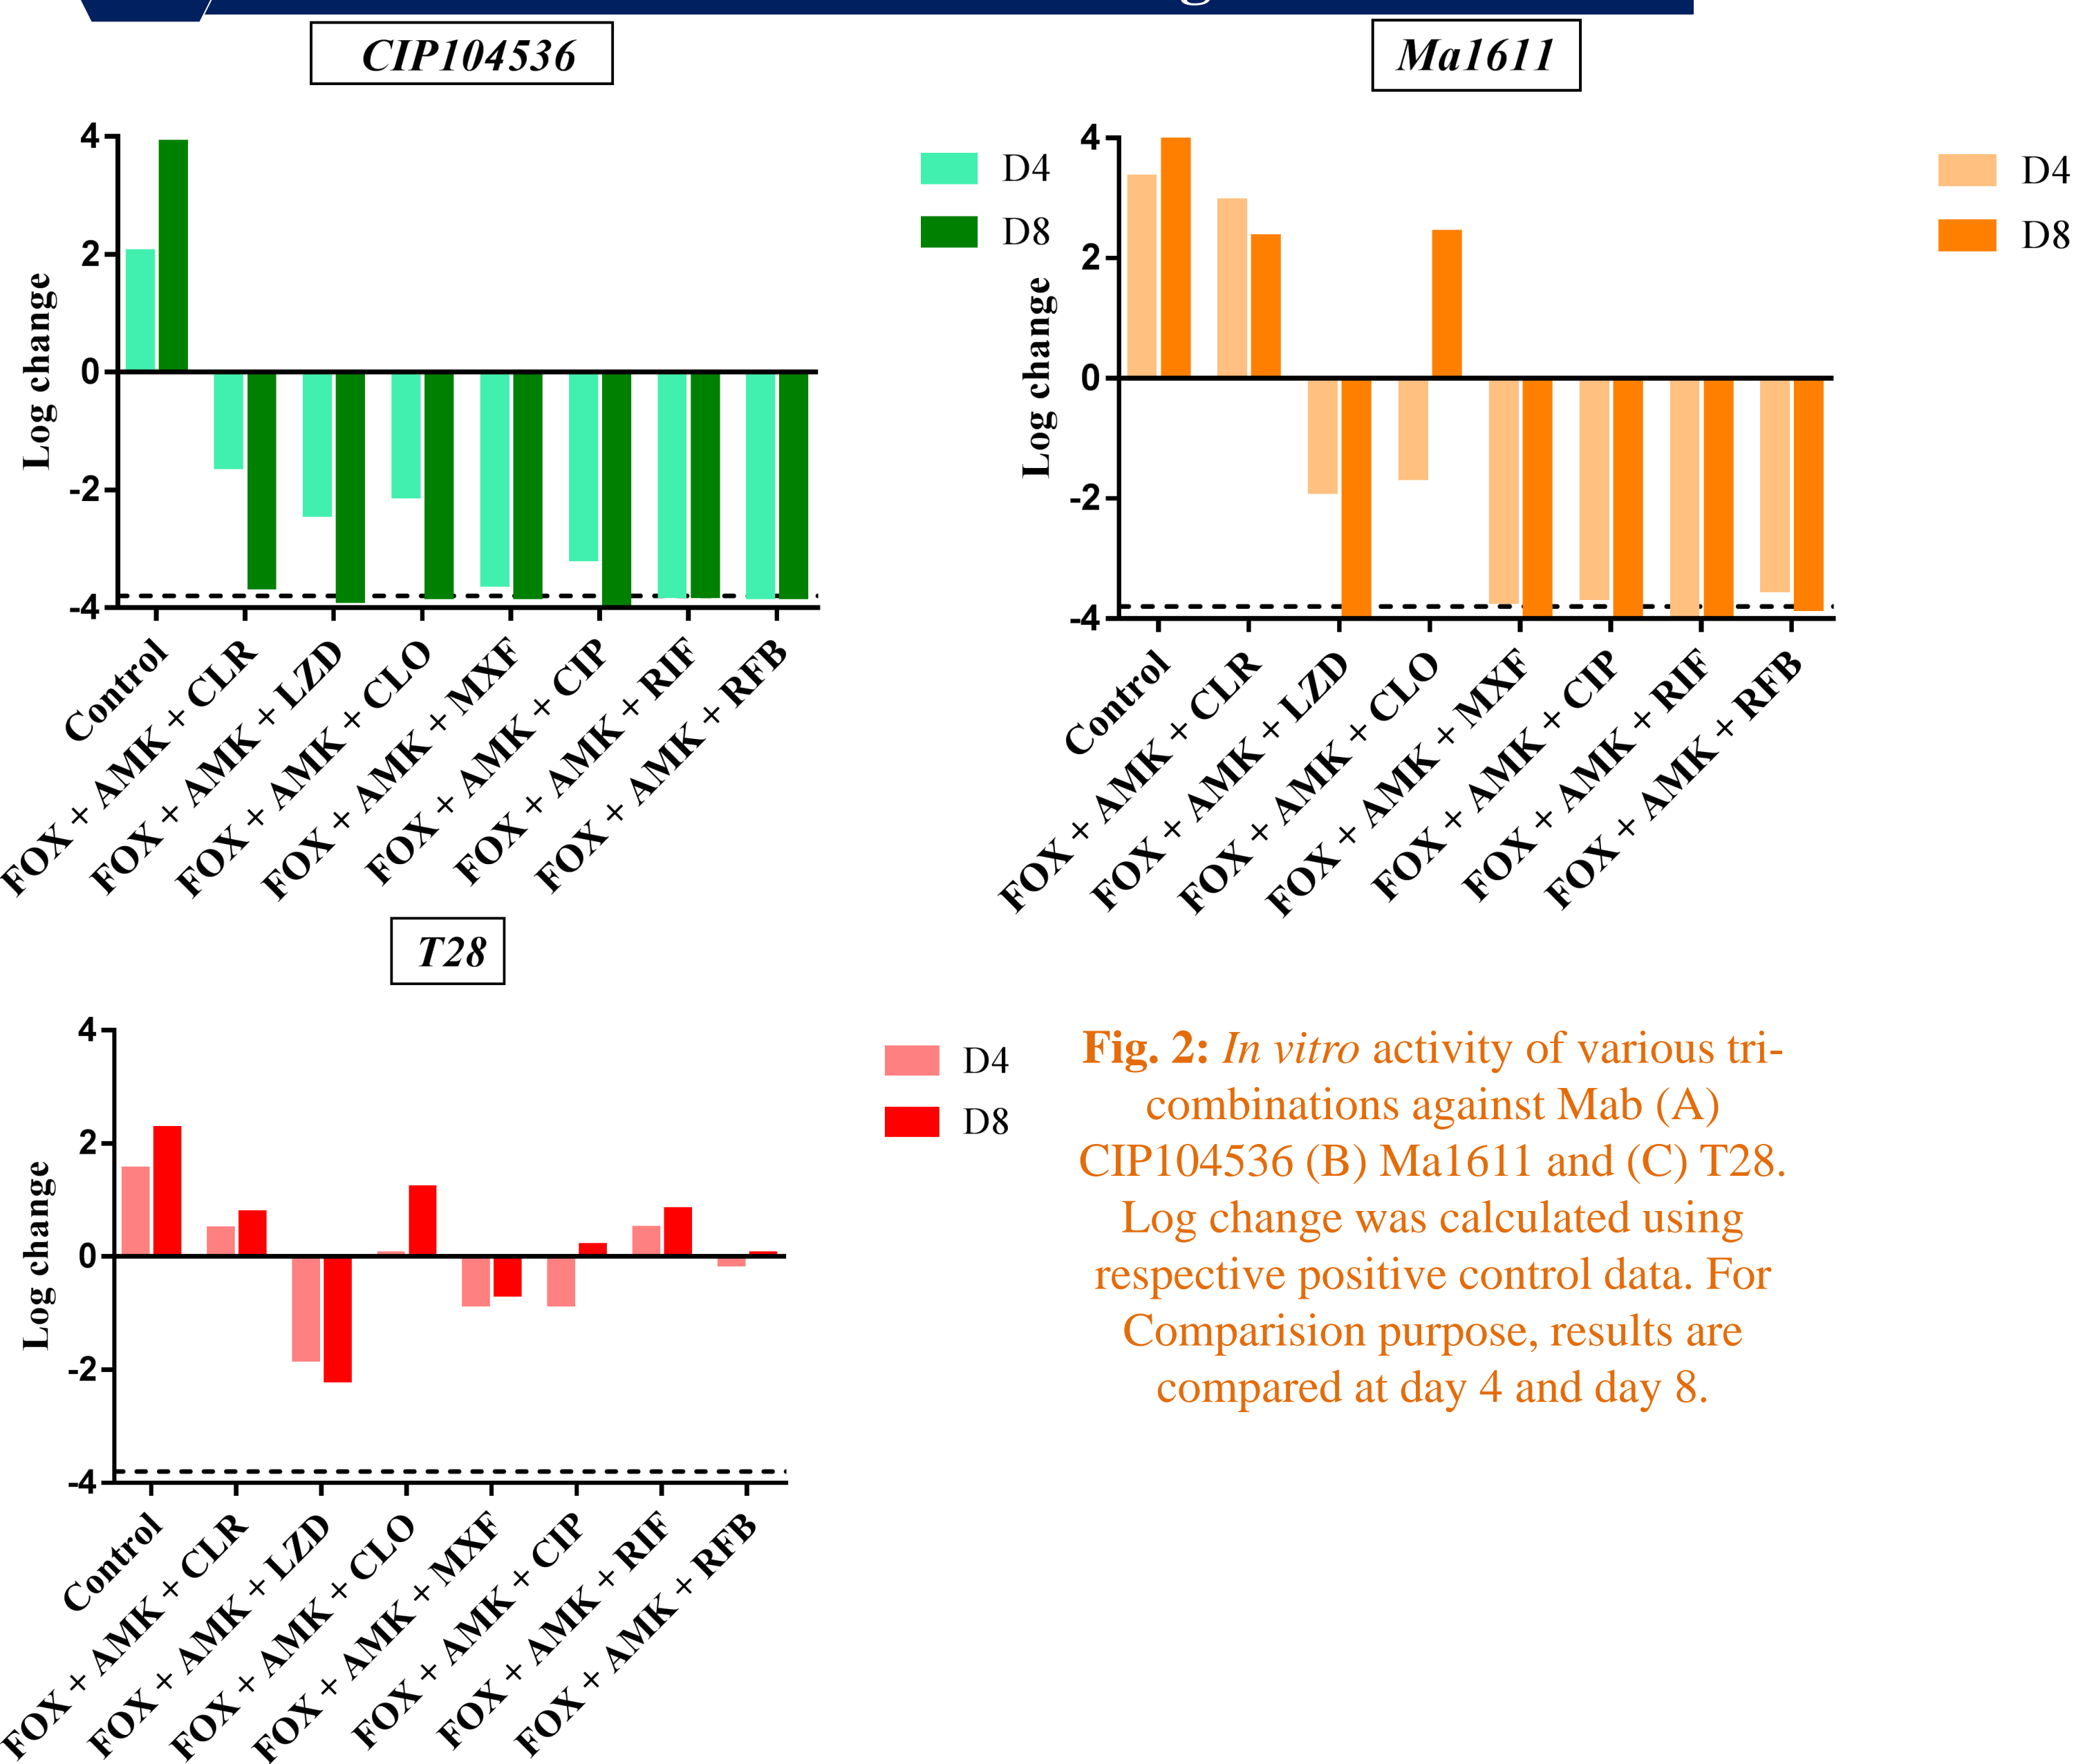 CIP104536
4
2
0
-2
-4
Log change
D4
D8
Control
FOX + AMK + CLR
FOX + AMK + LZD
FOX + AMK + CLO
FOX + AMK + MXF
FOX + AMK + CIP
FOX + AMK + RIF
FOX + AMK + RFB
Ma1611
4
2
0
-2
-4
Log change
D4
D8
Control
FOX + AMK + CLR
FOX + AMK + LZD
FOX + AMK + CLO
FOX + AMK + MXF
FOX + AMK + CIP
FOX + AMK + RIF
FOX + AMK + RFB
T28
4
2
0
-2
-4
Log change
D4
D8
Control
FOX + AMK + CLR
FOX + AMK + LZD
FOX + AMK + CLO
FOX + AMK + MXF
FOX + AMK + CIP
FOX + AMK + RIF
FOX + AMK + RFB
Fig. 2: In vitro activity of various tri-
combinations against Mab (A)
CIP104536 (B) Ma1611 and (C) T28.
Log change was calculated using
respective positive control data. For
Comparision purpose, results are
compared at day 4 and day 8.